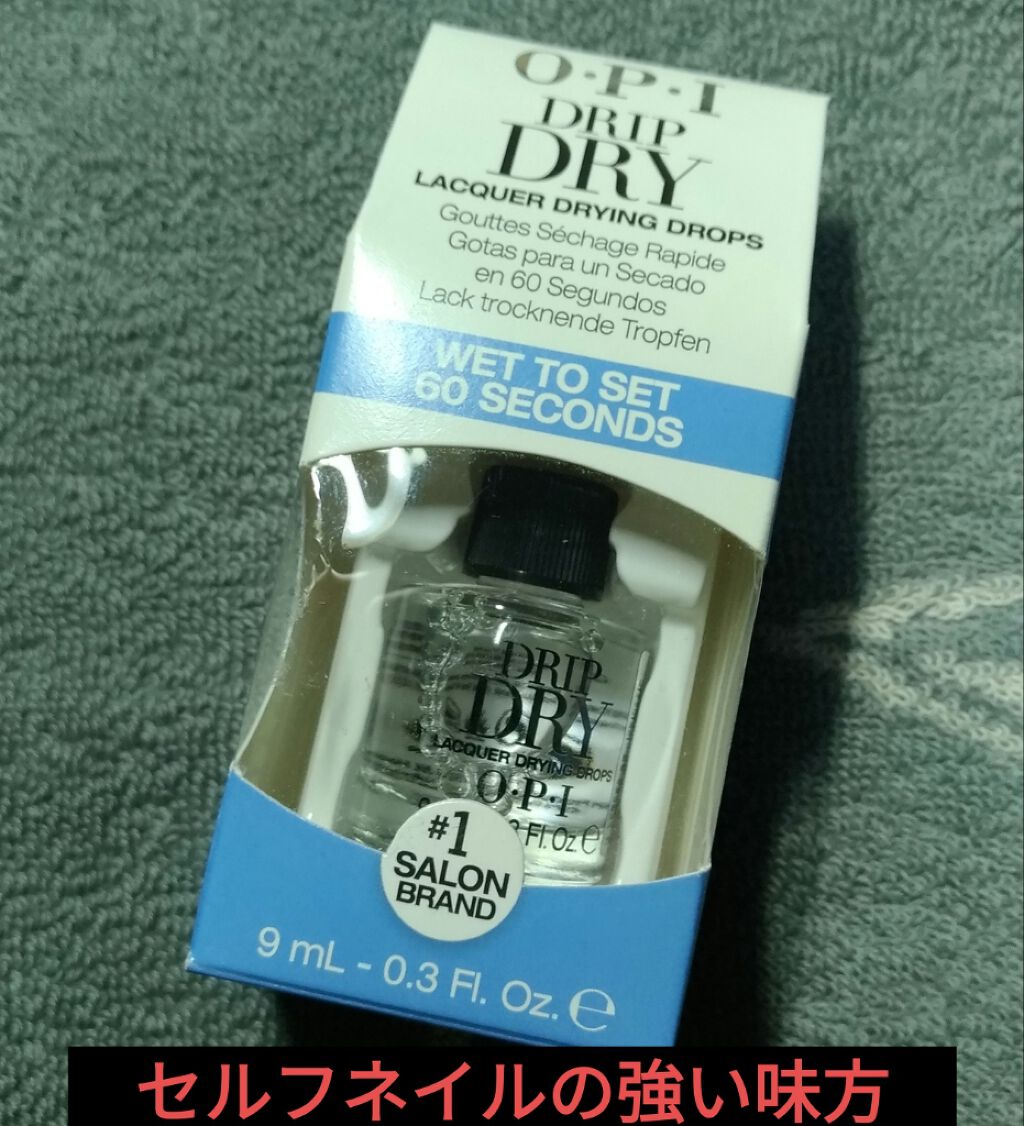 O·P·I
DRIP
DRY
LACQUER DRYING DROPS
Gouttes Séchage Rapide
Gotas para un Secado
en 60 Segundos
Lack trocknende Tropfen
WET TO SET
60 SECONDS
DRIP
DRY
LACQUER DRYING DROPS
O·P·I
Fl. Oz. e
#1
SALON
BRAND
9 mL - 0.3 Fl. Oz. e
セルフネイルの強い味方